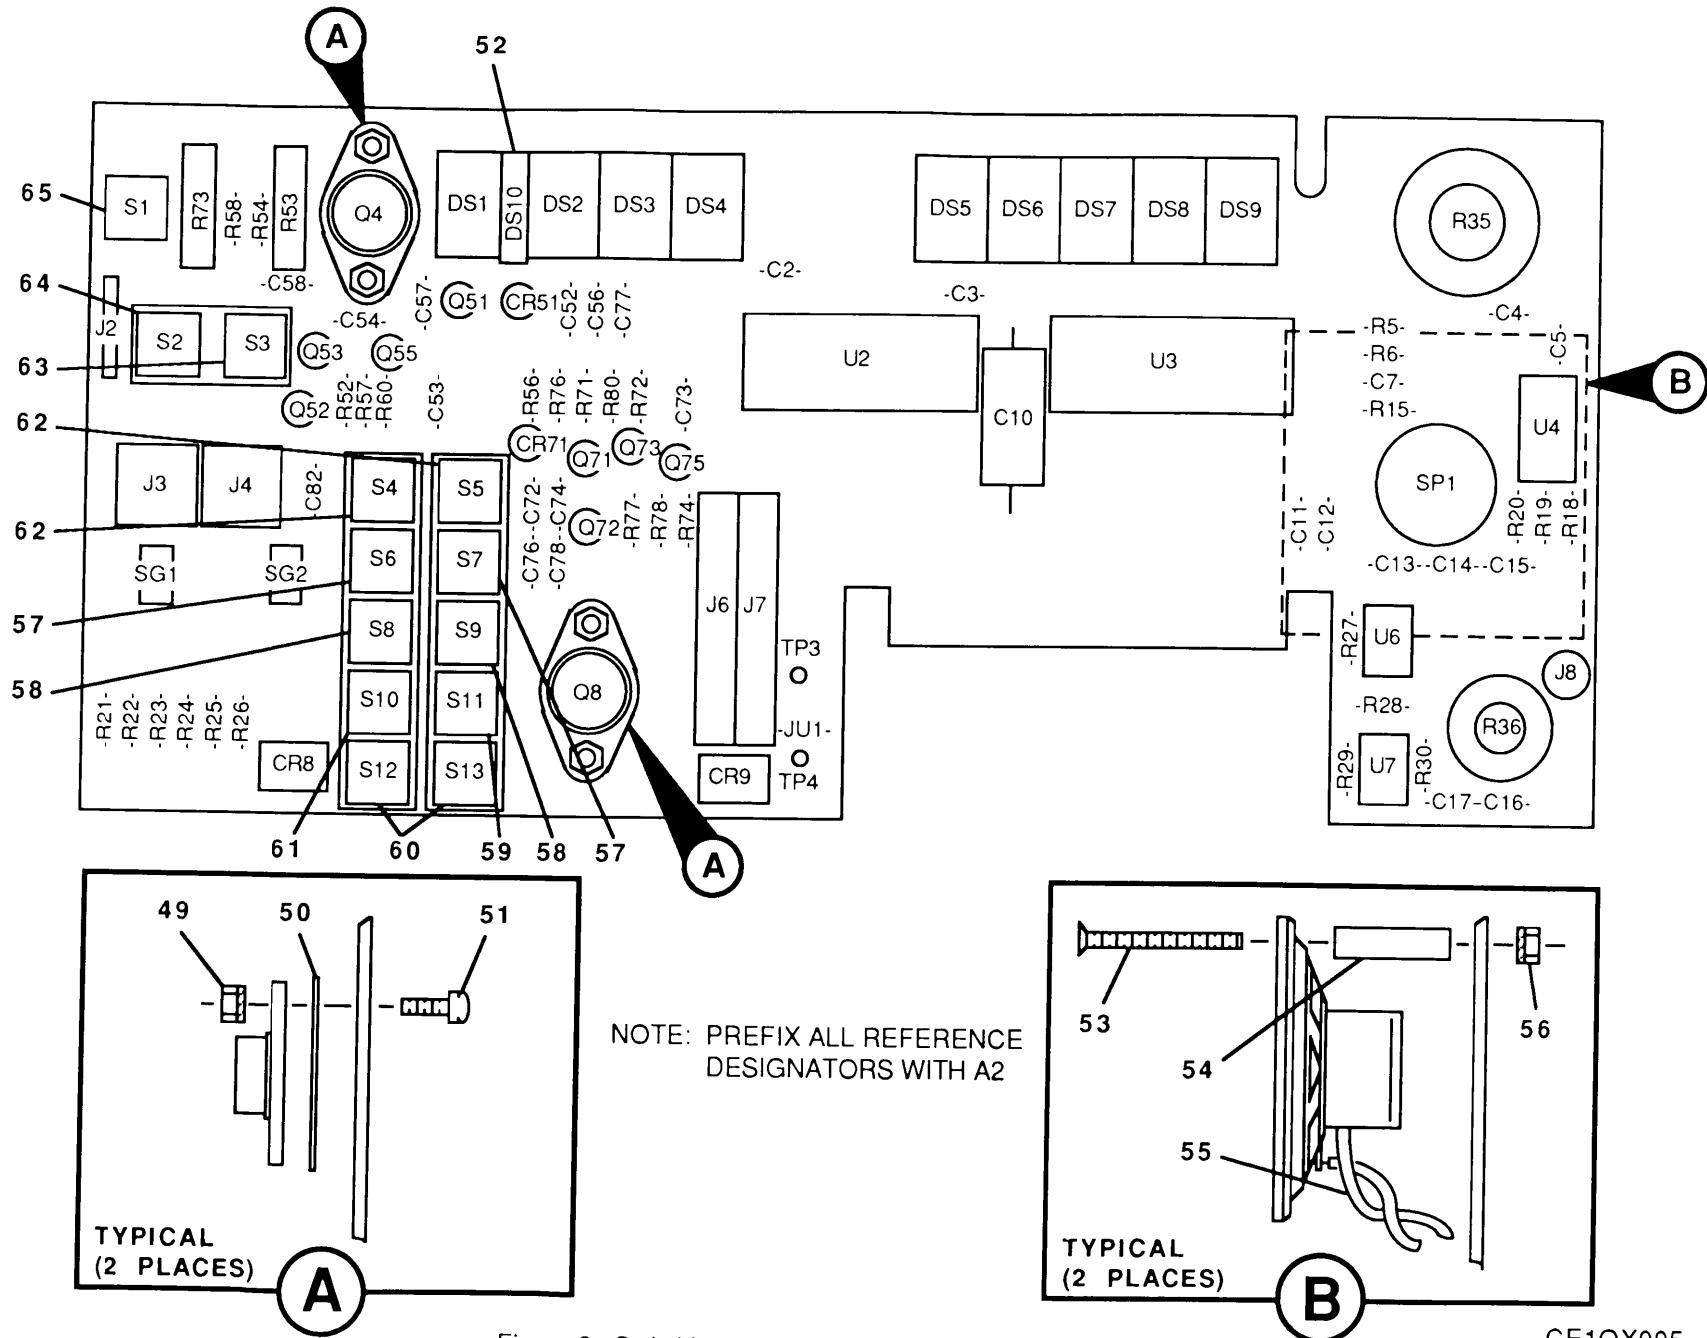 A
52
65
S1
R73
-R58-
-R54-
R53
Q4
DS1
DS10
DS2
DS3
DS4
DS5
DS6
DS7
DS8
DS9
R35
64
-C58-
J2
S2
S3
-C54-
-C57-
Q51
CR51
-C52-
-C56-
-C77-
-C2-
-C3-
-C4-
63
Q53
Q55
U2
C10
U3
-R5-
-R6-
-C7-
-R15-
-C5-
B
U4
Q52
-R52-
-R57-
-R60-
-C53-
-R56-
-R76-
-R71-
-R80-
-R72-
-C73-
62
CR71
Q71
Q73
Q75
J3
J4
-C82-
S4
S5
-C76--C72-
-C78--C74-
Q72
-R77-
-R78-
-R74-
SP1
-C11-
-C12-
-R20-
-R19-
-R18-
62
SG1
SG2
S6
S7
-C13--C14--C15-
57
S8
S9
J6
J7
TP3
-R27-
U6
J8
58
-R21-
-R22-
-R23-
-R24-
-R25-
-R26-
S10
S11
Q8
-JU1-
-R28-
R36
CR8
S12
S13
CR9
TP4
-R29-
U7
-R30-
-C17-C16-
61
60
59
58
57
A
49
50
51
TYPICAL
(2 PLACES)
A
NOTE: PREFIX ALL REFERENCE
DESIGNATORS WITH A2
53
54
55
56
TYPICAL
(2 PLACES)
B